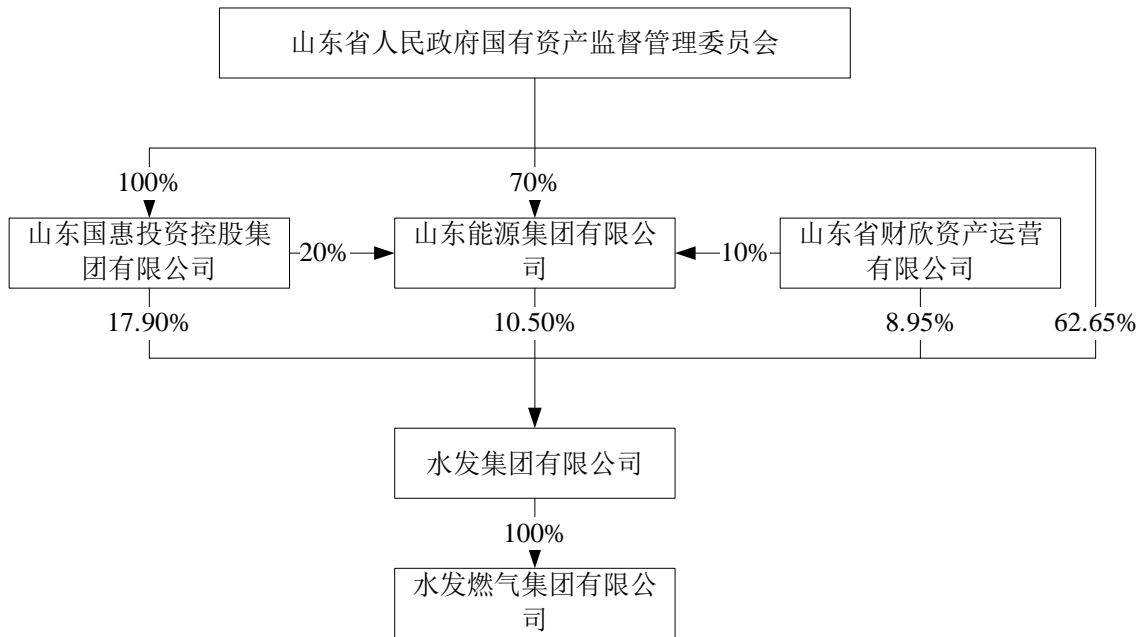 山东省人民政府国有资产监督管理委员会
100%
70%
山东国惠投资控股集
团有限公司
20%
山东能源集团有限公
司
10%
山东省财欣资产运营
有限公司
17.90%
10.50%
8.95%
62.65%
水发集团有限公司
100%
水发燃气集团有限公
司